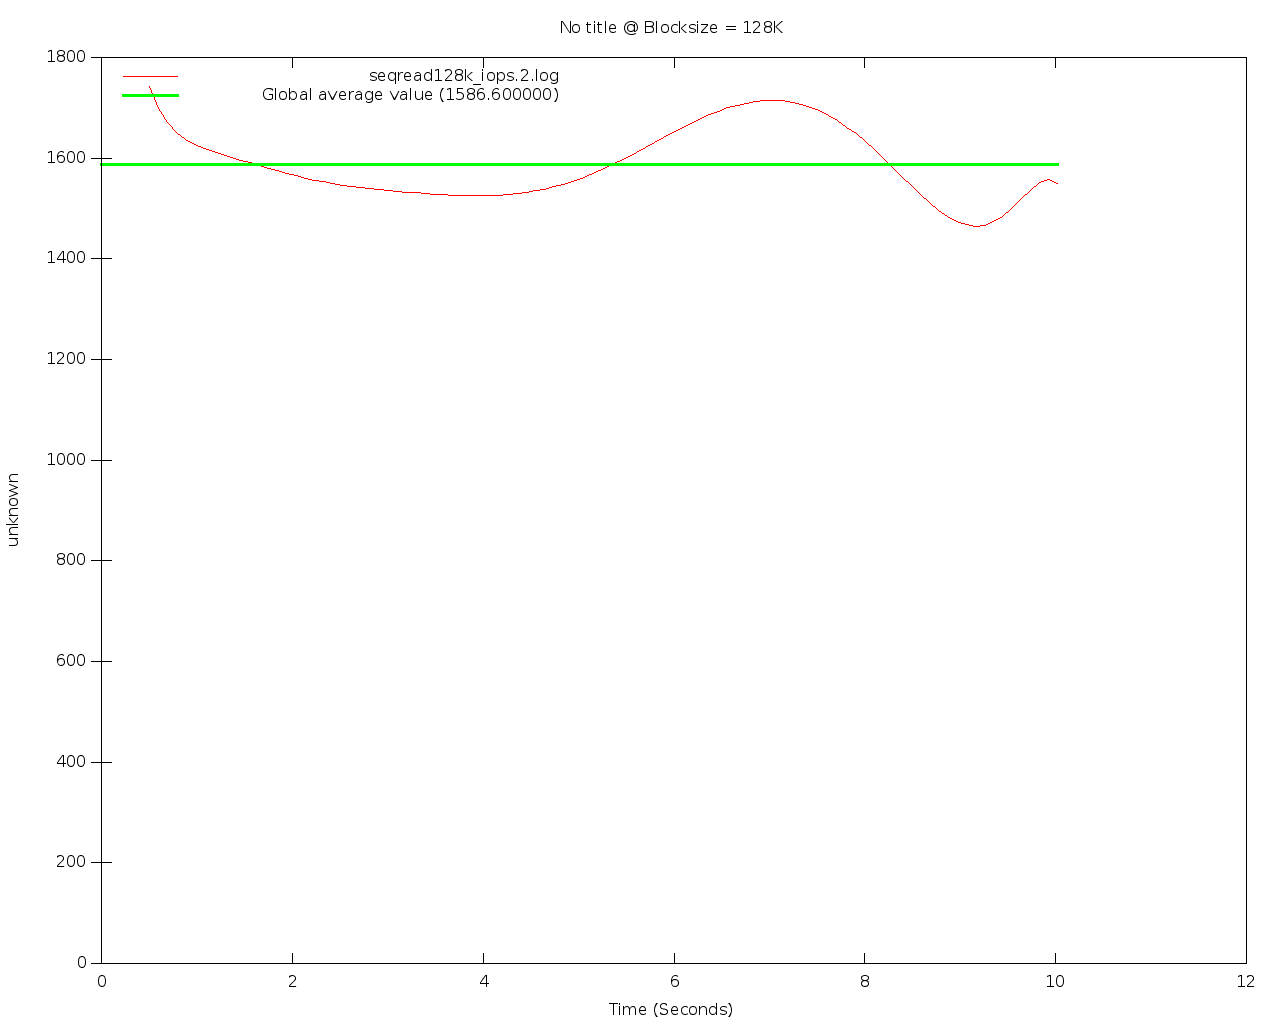 No title @ Blocksize = 128K
1800
1600
1400
1200
1000
800
600
400
200
0
seqread128k_iops.2.log
Global average value (1586.600000)
unknown
0 2 4 6 8 10 12
Time (Seconds)